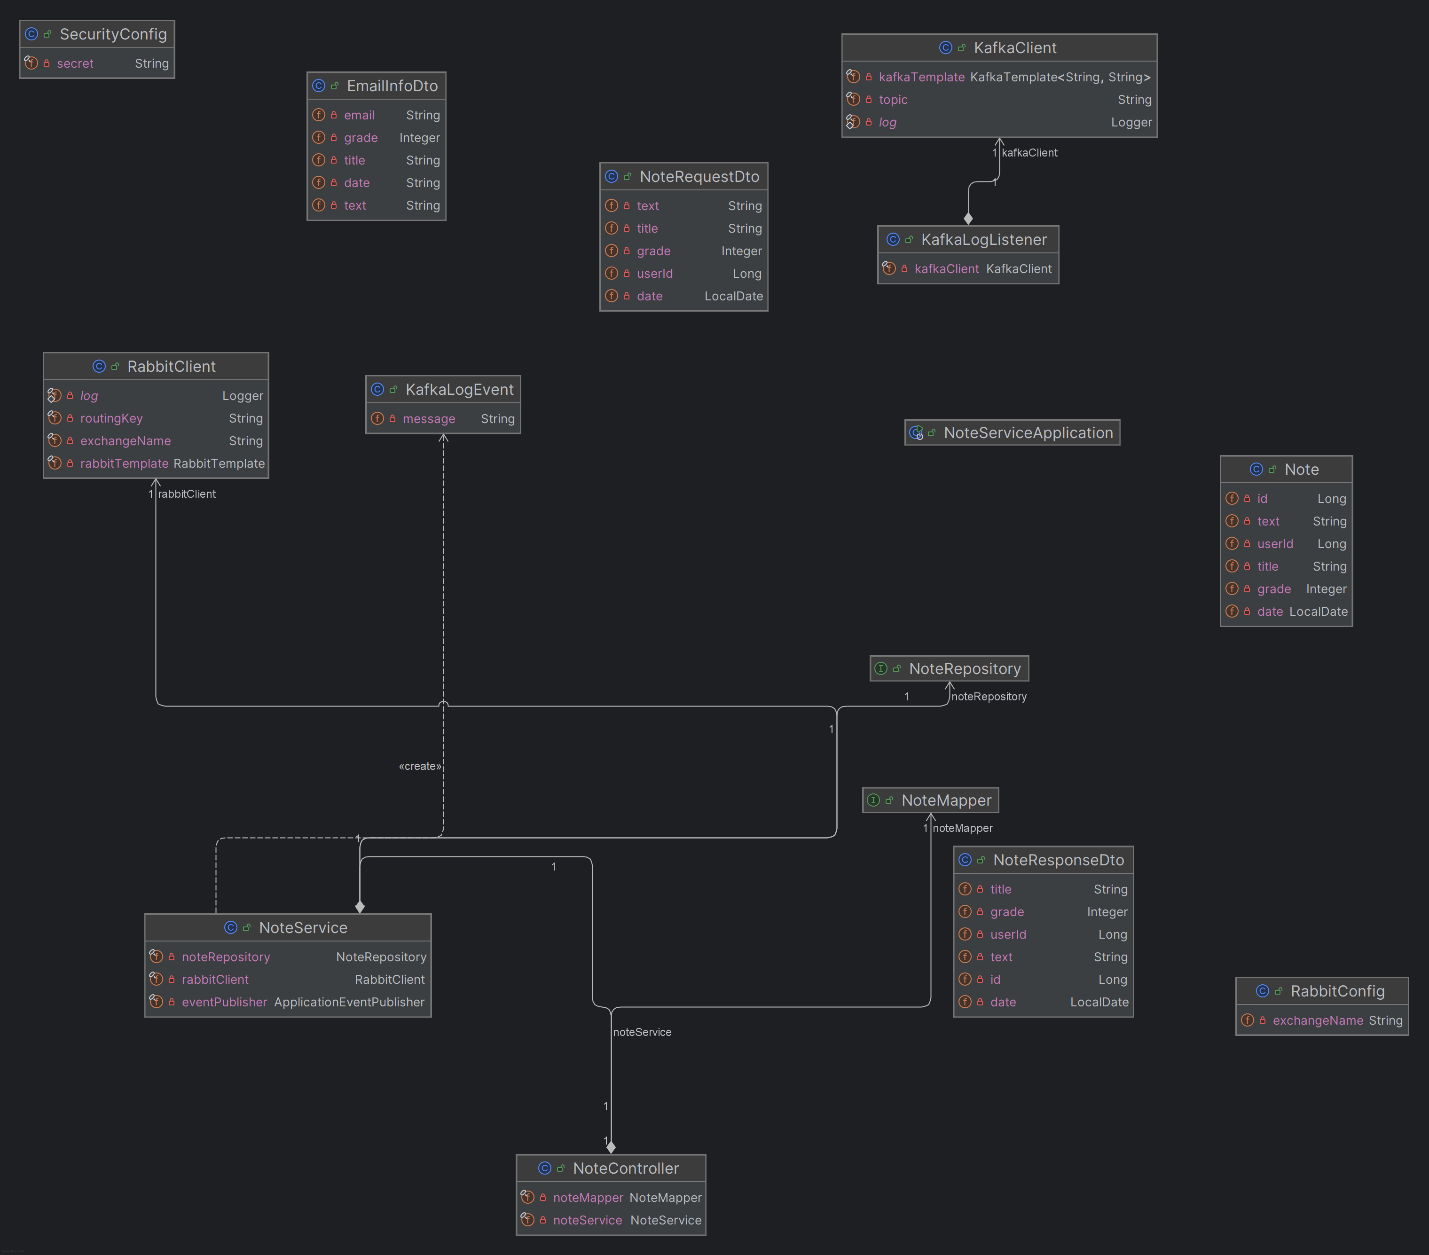 SecurityConfig
secret String
EmailInfoDto
email String
grade Integer
title String
date String
text String
NoteRequestDto
text String
title String
grade Integer
userId Long
date LocalDate
KafkaClient
kafkaTemplate KafkaTemplate<String, String>
topic String
log Logger
1 kafkaClient
1
KafkaLogListener
kafkaClient KafkaClient
RabbitClient
log Logger
routingKey String
exchangeName String
rabbitTemplate RabbitTemplate
1 rabbitClient
KafkaLogEvent
message String
NoteServiceApplication
Note
id Long
text String
userId Long
title String
grade Integer
date LocalDate
NoteRepository
1 noteRepository
1
«create»
NoteMapper
1 noteMapper
1
1
NoteResponseDto
title String
grade Integer
userId Long
text String
id Long
date LocalDate
NoteService
noteRepository NoteRepository
rabbitClient RabbitClient
eventPublisher ApplicationEventPublisher
RabbitConfig
exchangeName String
noteService
1
1
NoteController
noteMapper NoteMapper
noteService NoteService